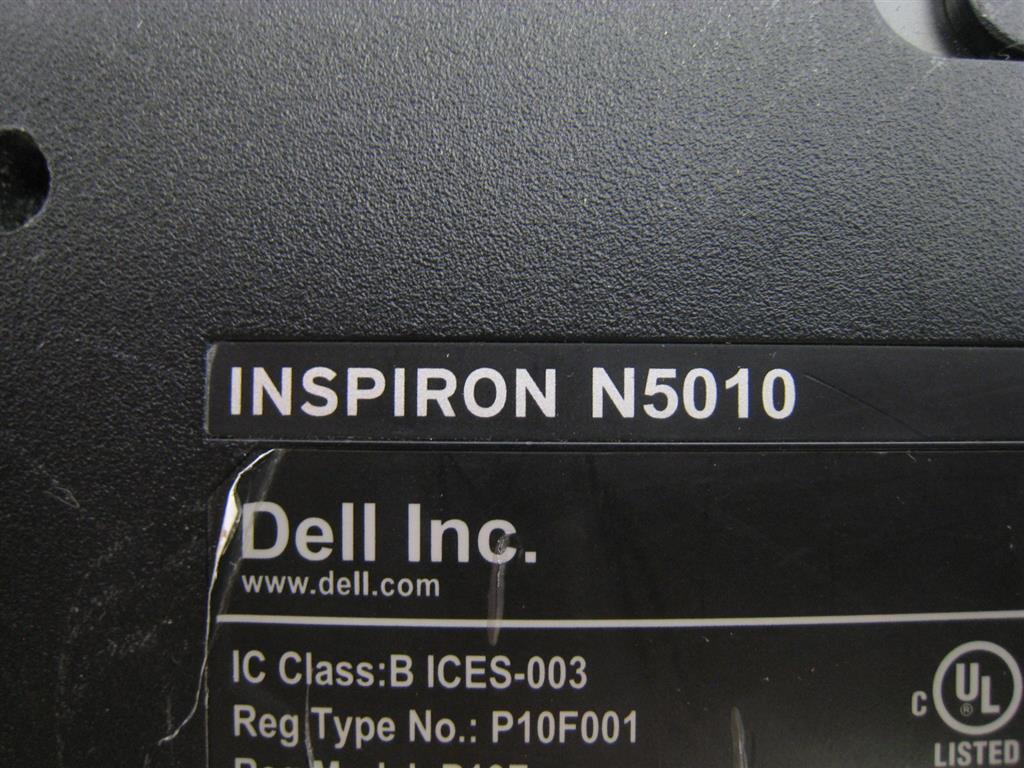 INSPIRON N5010
Dell Inc.
www.dell.com
IC Class:B ICES-003
Reg Type No.: P10F001
c UL ®
LISTED